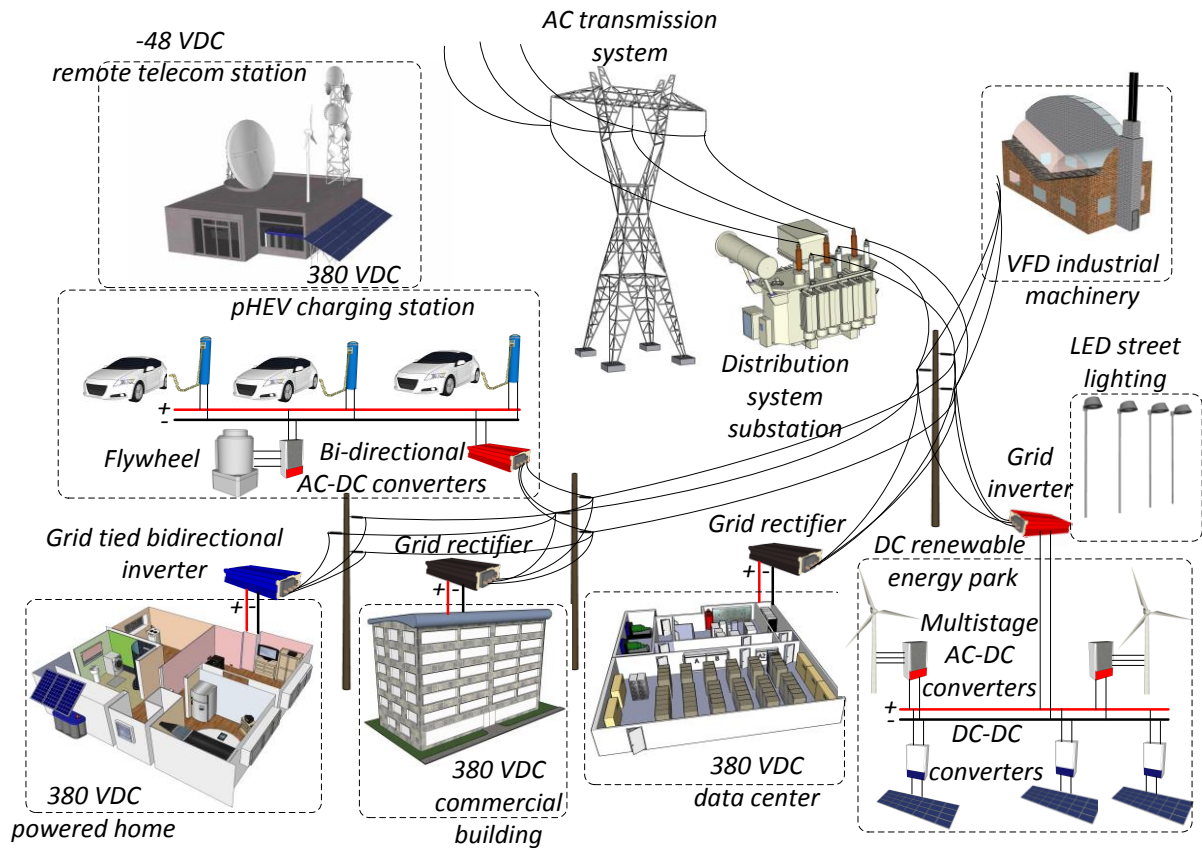 -48 VDC
remote telecom station
AC transmission
system
380 VDC
pHEV charging station
VFD industrial
machinery
Distribution
system
substation
LED street
lighting
+
-
Flywheel
Bi-directional
AC-DC converters
Grid
inverter
Grid tied bidirectional
inverter
+ -
Grid rectifier
+ -
Grid rectifier
+ -
DC renewable
energy park
Multistage
AC-DC
converters
+
-
DC-DC
converters
380 VDC
powered home
380 VDC
commercial
building
A B
380 VDC
data center